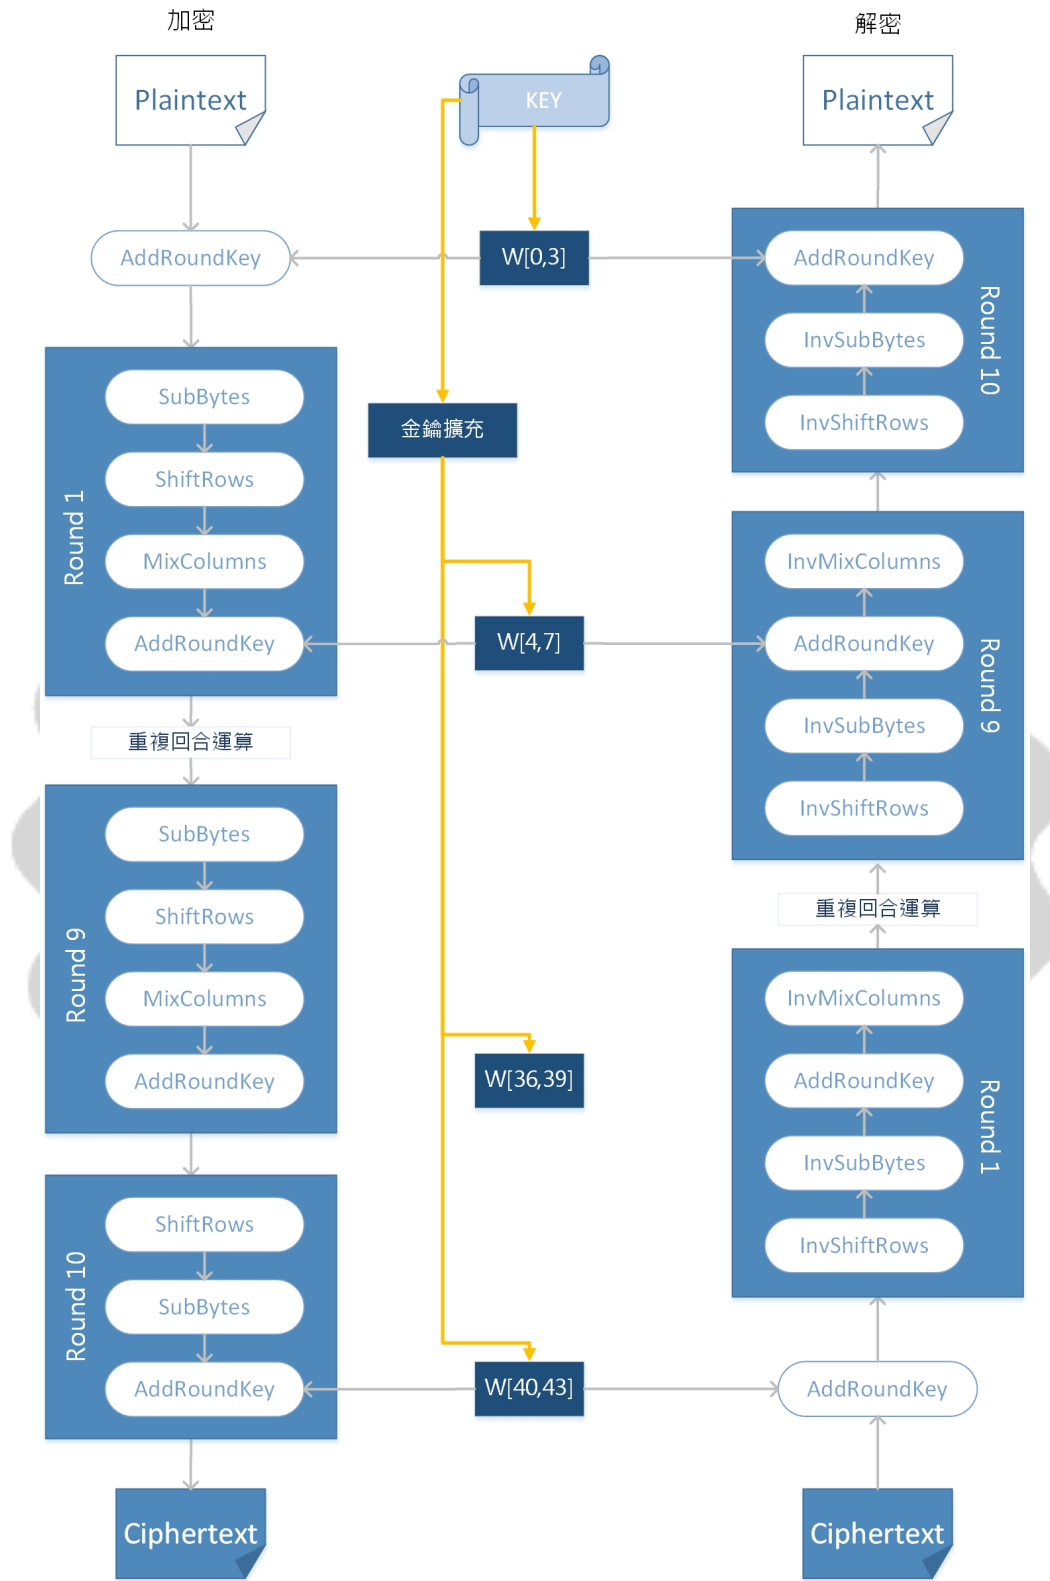 加密
解密
Plaintext
KEY
Plaintext
AddRoundKey
W[0,3]
AddRoundKey
InvSubBytes
InvShiftRows
Round 10
SubBytes
ShiftRows
MixColumns
AddRoundKey
Round 1
金鑰擴充
W[4,7]
InvMixColumns
AddRoundKey
InvSubBytes
InvShiftRows
Round 9
重複回合運算
SubBytes
ShiftRows
MixColumns
AddRoundKey
Round 9
重複回合運算
W[36,39]
InvMixColumns
AddRoundKey
InvSubBytes
InvShiftRows
Round 1
ShiftRows
SubBytes
AddRoundKey
Round 10
W[40,43]
AddRoundKey
Ciphertext
Ciphertext